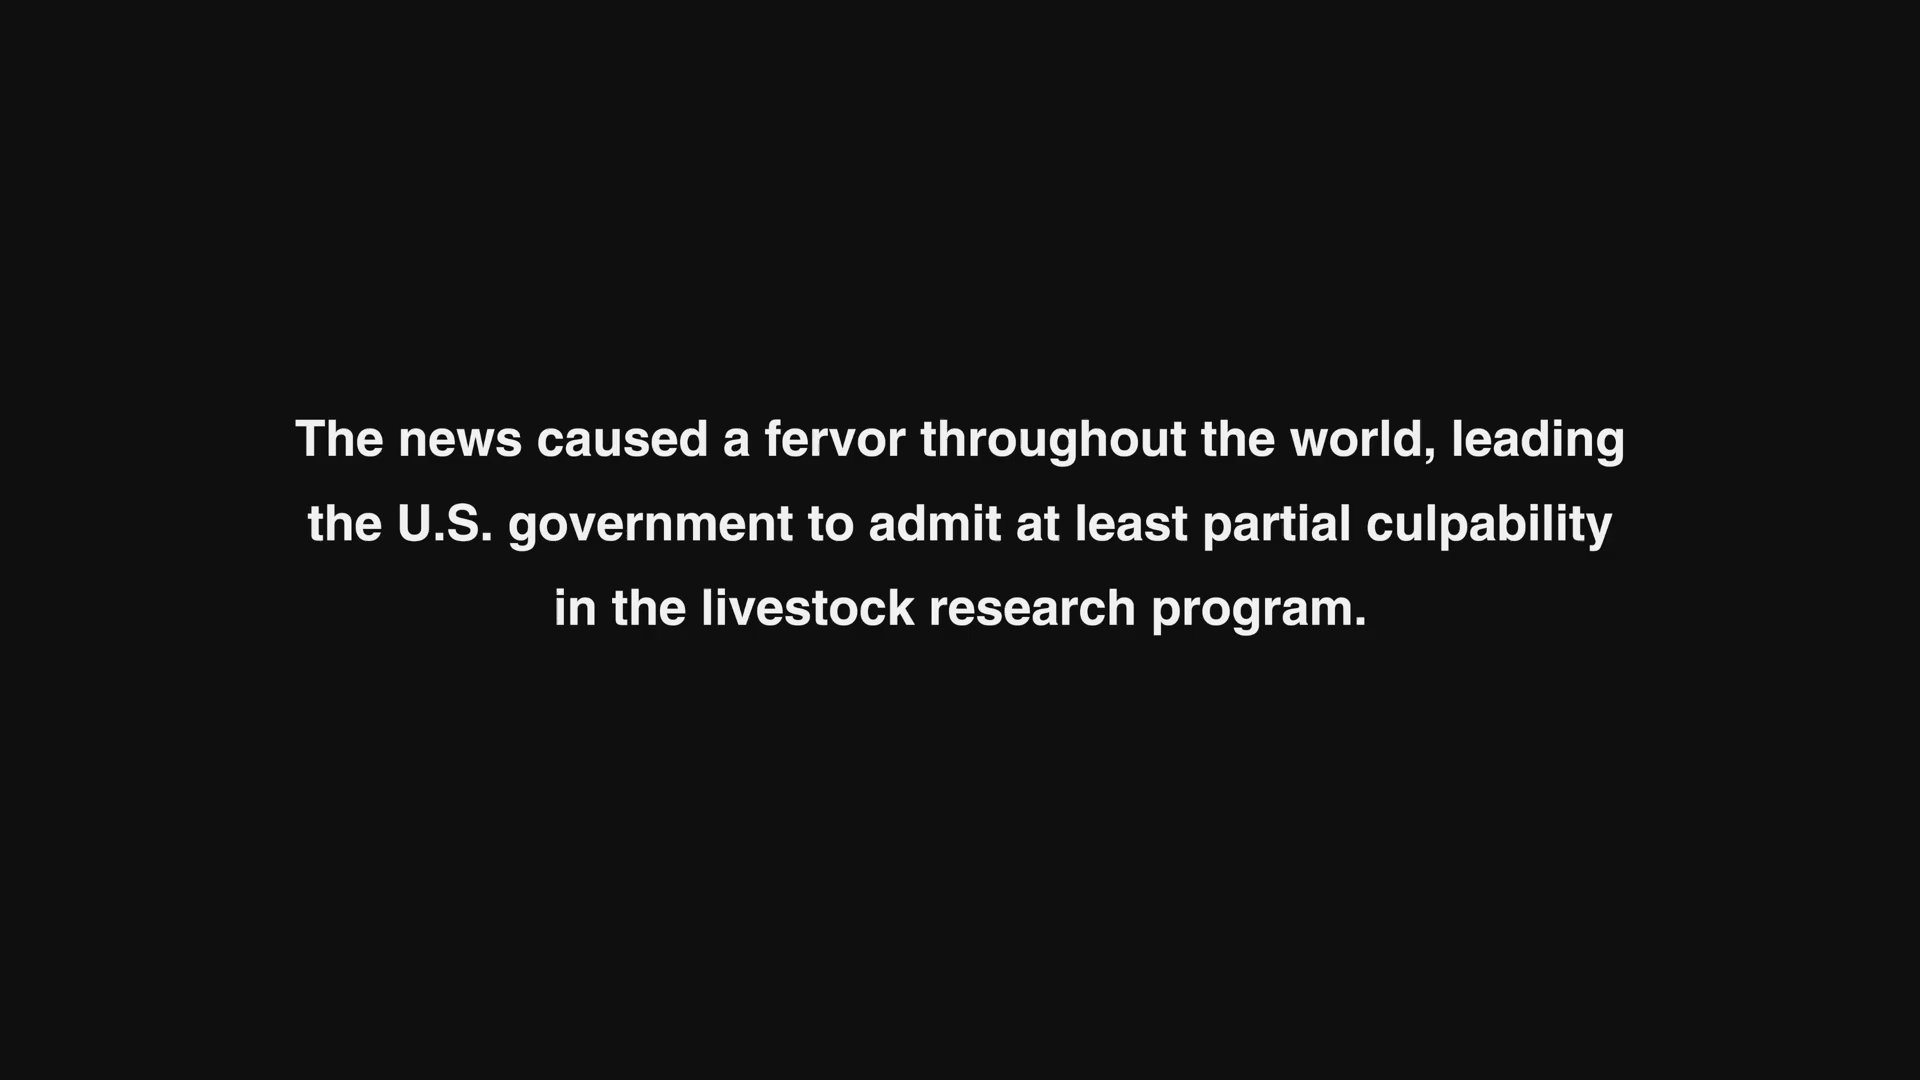 The news caused a fervor throughout the world, leading
the U.S. government to admit at least partial culpability
in the livestock research program.